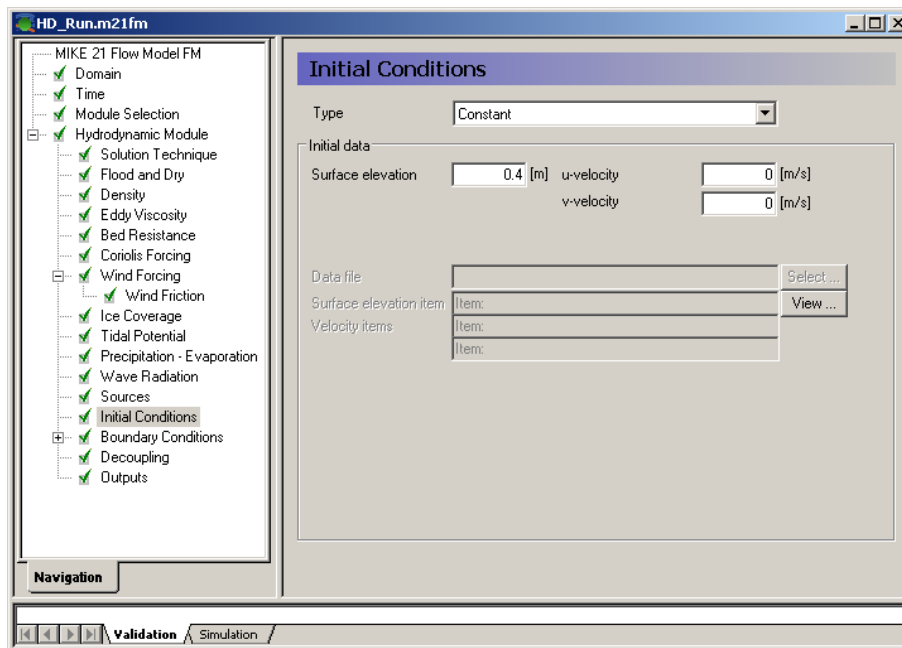 HD_Run.m21fm
MIKE 21 Flow Model FM
Domain
Time
Module Selection
Hydrodynamic Module
Solution Technique
Flood and Dry
Density
Eddy Viscosity
Bed Resistance
Coriolis Forcing
Wind Forcing
Wind Friction
Ice Coverage
Tidal Potential
Precipitation - Evaporation
Wave Radiation
Sources
Initial Conditions
Boundary Conditions
Decoupling
Outputs
Navigation
Initial Conditions
Type Constant
Initial data
Surface elevation 0.4 [m] u-velocity 0 [m/s]
v-velocity 0 [m/s]
Data file Select ...
Surface elevation item Item: View ...
Velocity items Item:
Item:
Validation Simulation